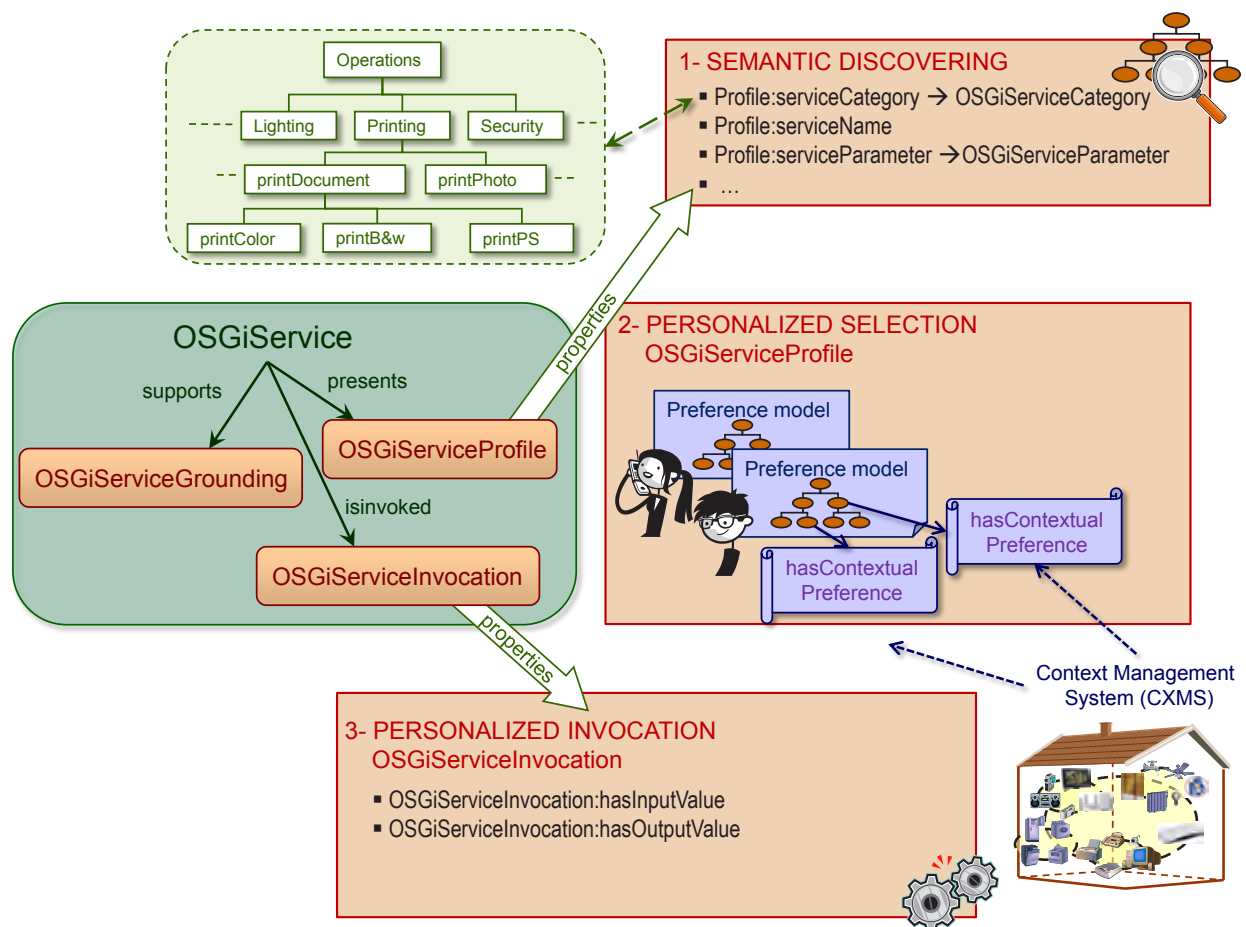 Operations
Lighting
Printing
Security
printDocument
printPhoto
printColor
printB&w
printPS
1- SEMANTIC DISCOVERING
▪ Profile:serviceCategory → OSGiServiceCategory
▪ Profile:serviceName
▪ Profile:serviceParameter →OSGiServiceParameter
▪ …
OSGiService
supports
presents
OSGiServiceProfile
OSGiServiceGrounding
isinvoked
OSGiServiceInvocation
properties
properties
2- PERSONALIZED SELECTION
OSGiServiceProfile
Preference model
Preference model
hasContextual
Preference
hasContextual
Preference
Context Management
System (CXMS)
3- PERSONALIZED INVOCATION
OSGiServiceInvocation
▪ OSGiServiceInvocation:hasInputValue
▪ OSGiServiceInvocation:hasOutputValue